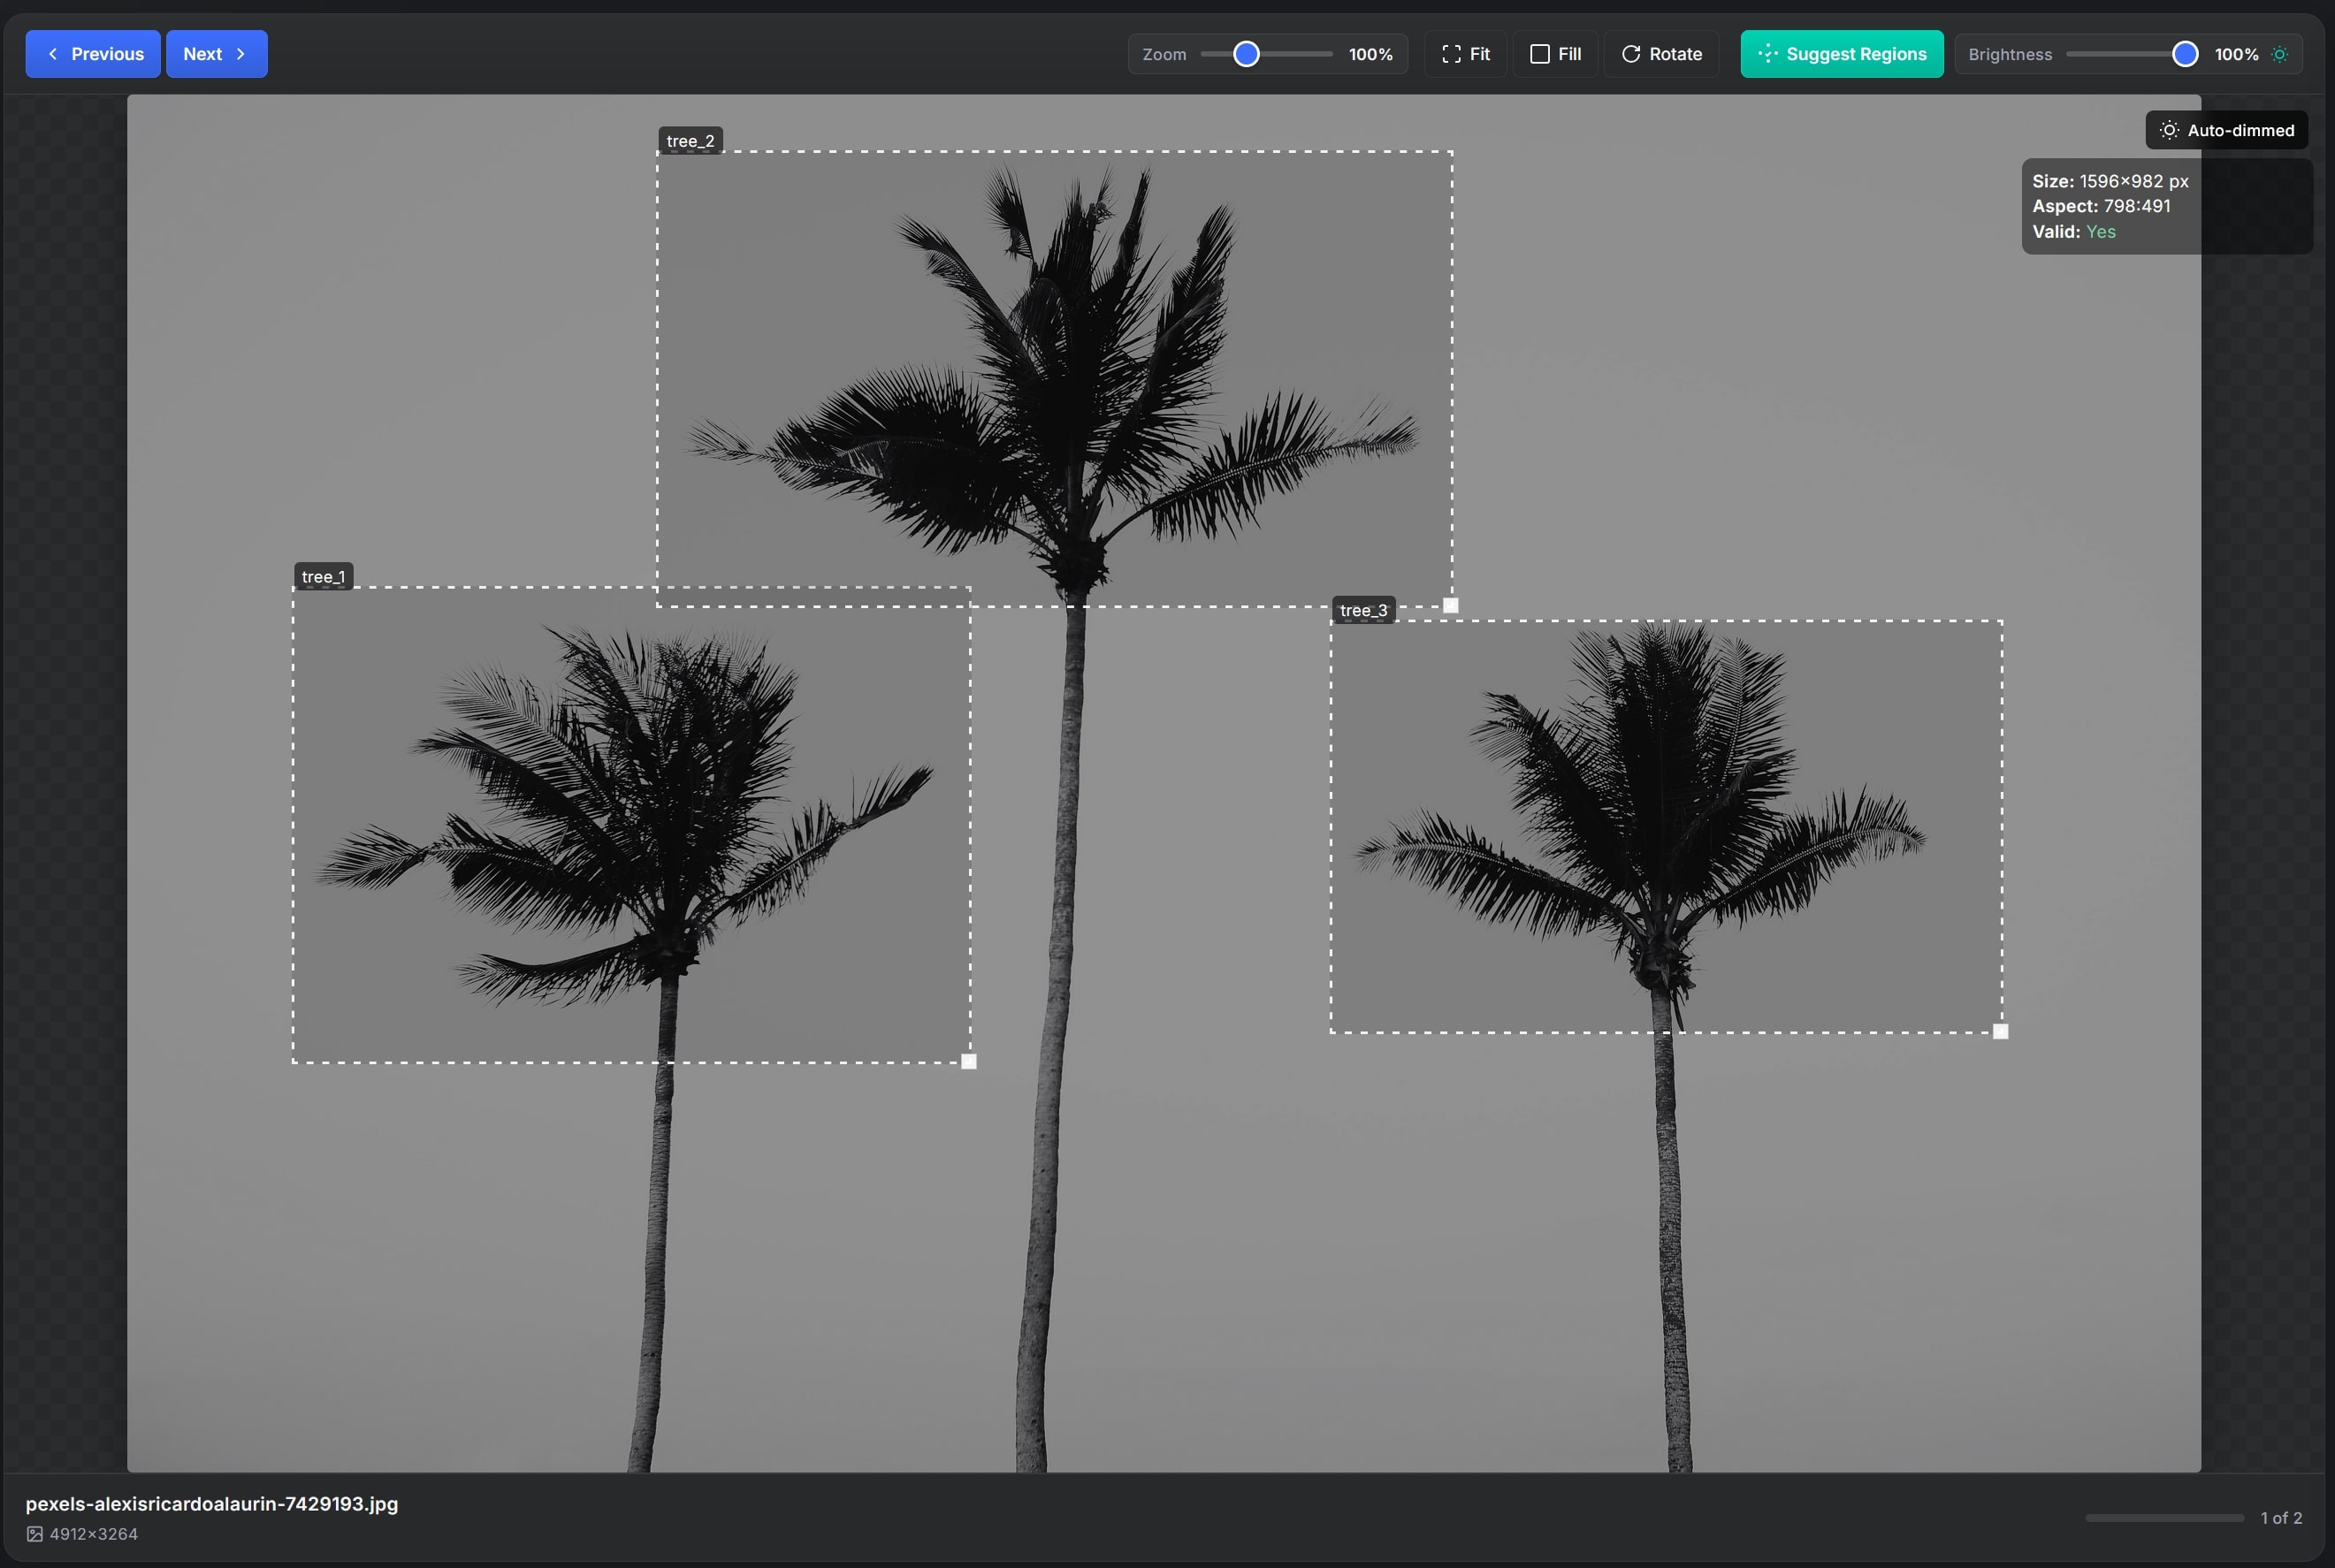 Previous
Next
Zoom
100%
Fit
Fill
Rotate
Suggest Regions
Brightness
100%
Auto-dimmed
Size: 1596×982 px
Aspect: 798:491
Valid: Yes
tree_2
tree_1
tree_3
pexels-alexisricardoalaurin-7429193.jpg
4912×3264
1 of 2